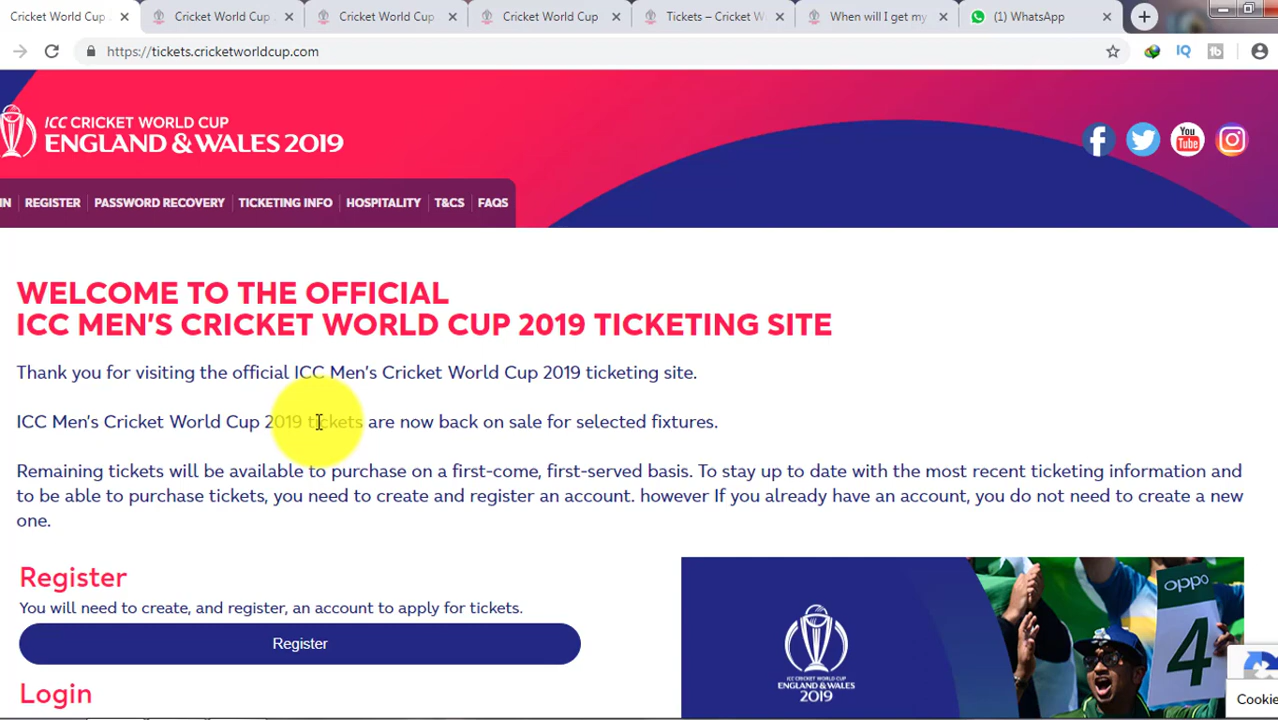 Cricket World Cup
Cricket World Cup
Cricket World Cup
Cricket World Cup
Tickets – Cricket W
When will I get my
(1) WhatsApp
https://tickets.cricketworldcup.com
ICC CRICKET WORLD CUP
ENGLAND & WALES 2019
You
Tube
IN REGISTER PASSWORD RECOVERY TICKETING INFO HOSPITALITY T&CS FAQS
WELCOME TO THE OFFICIAL
ICC MEN'S CRICKET WORLD CUP 2019 TICKETING SITE
Thank you for visiting the official ICC Men's Cricket World Cup 2019 ticketing site.
ICC Men's Cricket World Cup 2019 tickets are now back on sale for selected fixtures.
Remaining tickets will be available to purchase on a first-come, first-served basis. To stay up to date with the most recent ticketing information and
to be able to purchase tickets, you need to create and register an account. however If you already have an account, you do not need to create a new
one.
Register
You will need to create, and register, an account to apply for tickets.
Register
Login
ICC CRICKET WORLD CUP
ENGLAND & WALES
2019
oppo
4
Cookie